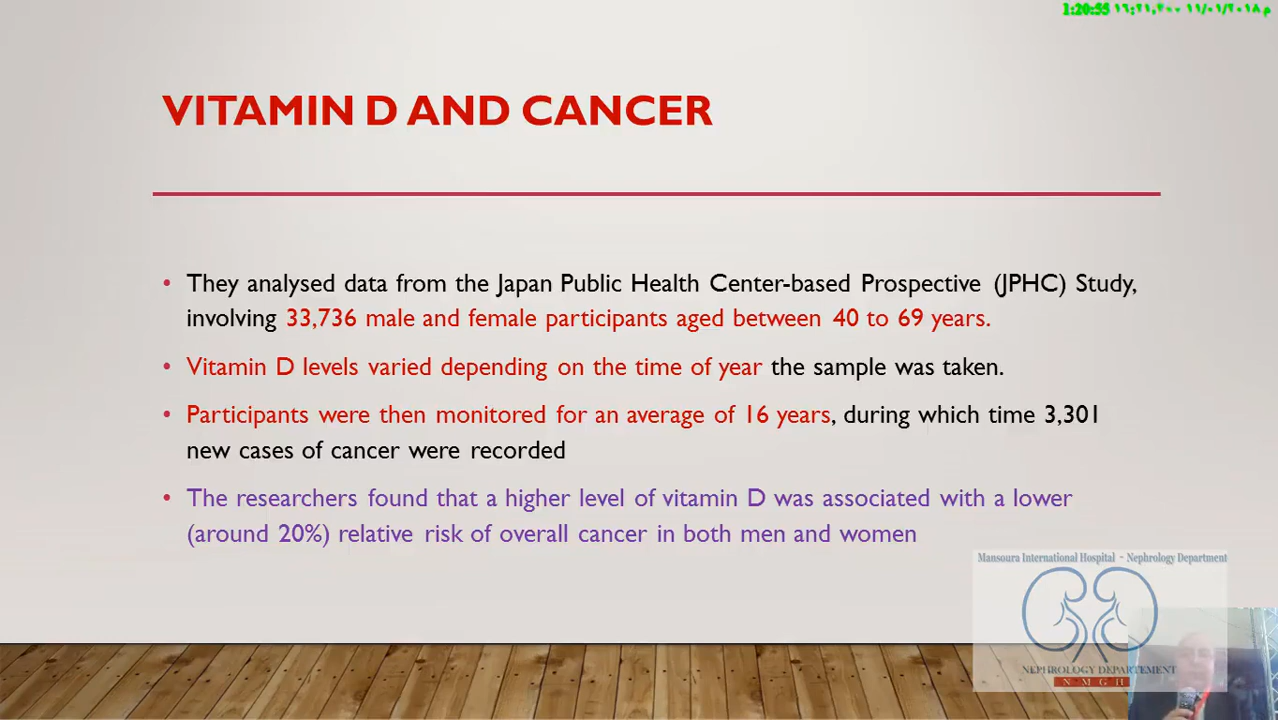 1:20:55
VITAMIN D AND CANCER
• They analysed data from the Japan Public Health Center-based Prospective (JPHC) Study,
involving 33,736 male and female participants aged between 40 to 69 years.
• Vitamin D levels varied depending on the time of year the sample was taken.
• Participants were then monitored for an average of 16 years, during which time 3,301
new cases of cancer were recorded
• The researchers found that a higher level of vitamin D was associated with a lower
(around 20%) relative risk of overall cancer in both men and women
Mansoura International Hospital - Nephrology Department
NEPHROLOGY DEPARTEMENT
N·M·G·H